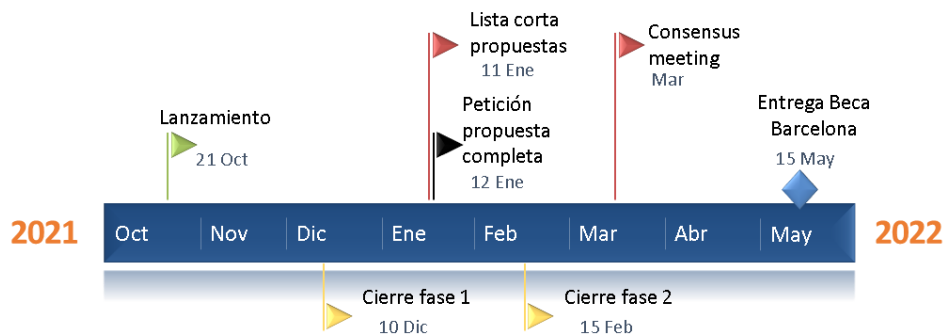 Lista corta
propuestas
11 Ene
Consensus
meeting
Mar
Lanzamiento
21 Oct
Petición
propuesta
completa
12 Ene
Entrega Beca
Barcelona
15 May
2021
Oct
Nov
Dic
Ene
Feb
Mar
Abr
May
2022
Cierre fase 1
10 Dic
Cierre fase 2
15 Feb